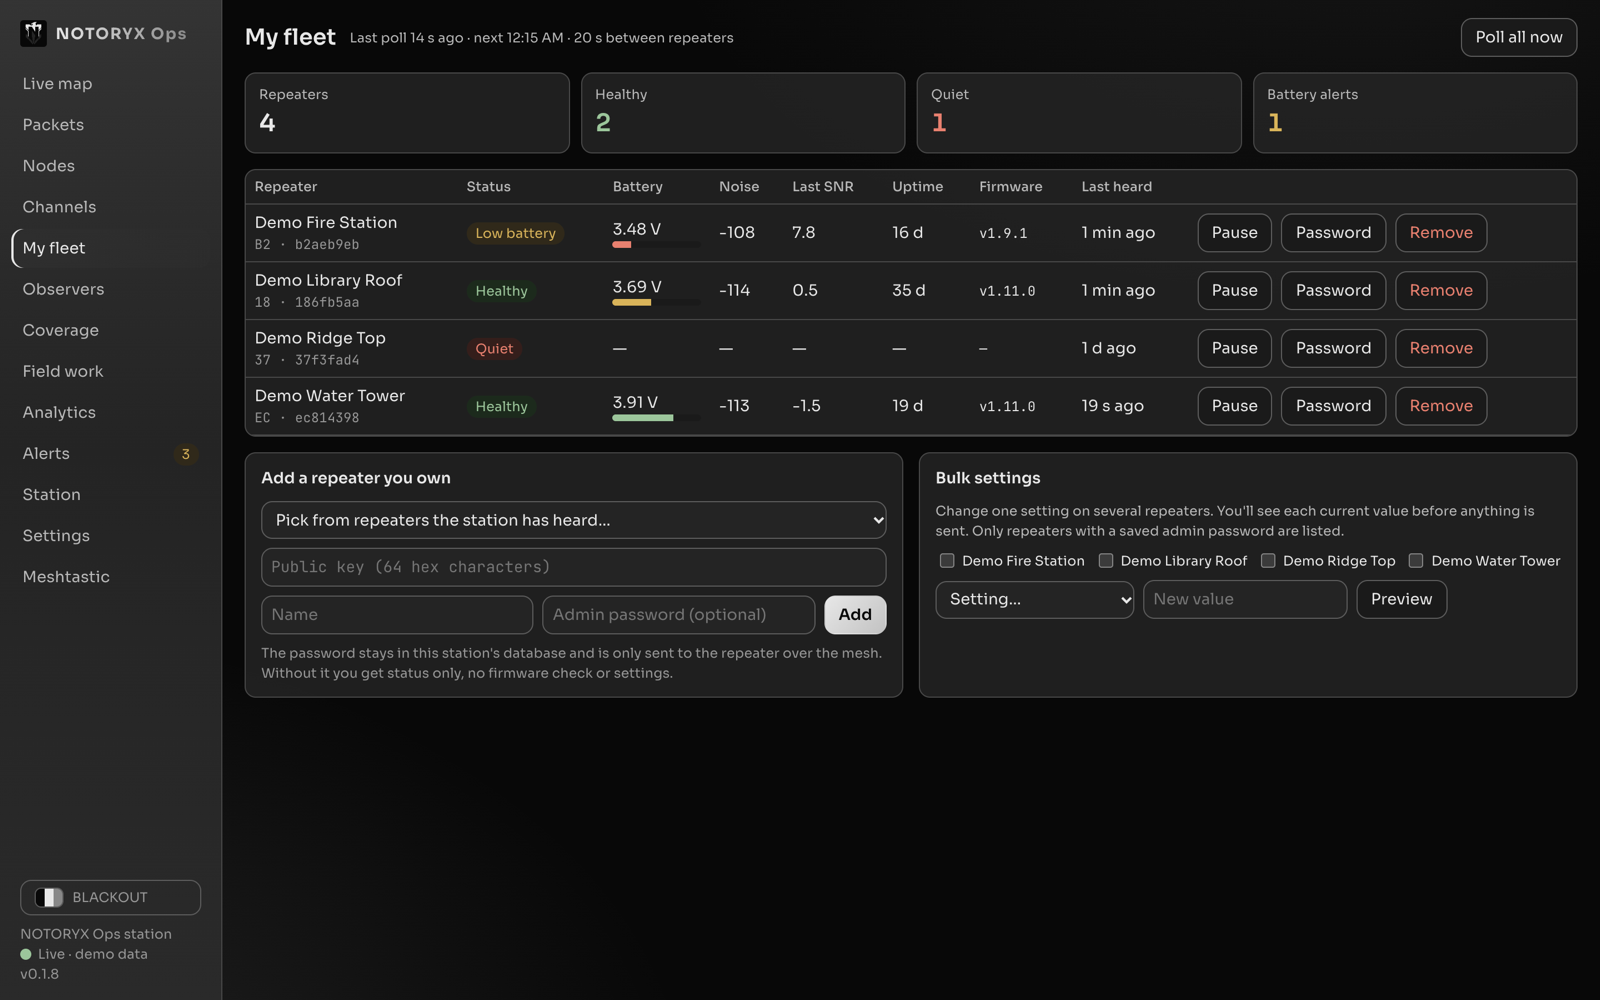 NOTORYX Ops
Live map
Packets
Nodes
Channels
My fleet
Observers
Coverage
Field work
Analytics
Alerts 3
Station
Settings
Meshtastic
BLACKOUT
NOTORYX Ops station
Live · demo data
v0.1.8
My fleet Last poll 14 s ago · next 12:15 AM · 20 s between repeaters Poll all now
Repeaters Healthy Quiet Battery alerts
4 2 1 1
Repeater Status Battery Noise Last SNR Uptime Firmware Last heard
Demo Fire Station Low battery 3.48 V -108 7.8 16 d v1.9.1 1 min ago Pause Password Remove
B2 · b2aeb9eb
Demo Library Roof Healthy 3.69 V -114 0.5 35 d v1.11.0 1 min ago Pause Password Remove
18 · 186fb5aa
Demo Ridge Top Quiet — — — — – 1 d ago Pause Password Remove
37 · 37f3fad4
Demo Water Tower Healthy 3.91 V -113 -1.5 19 d v1.11.0 19 s ago Pause Password Remove
EC · ec814398
Add a repeater you own
Pick from repeaters the station has heard...
Public key (64 hex characters)
Name Admin password (optional) Add
The password stays in this station's database and is only sent to the repeater over the mesh.
Without it you get status only, no firmware check or settings.
Bulk settings
Change one setting on several repeaters. You'll see each current value before anything is
sent. Only repeaters with a saved admin password are listed.
Demo Fire Station Demo Library Roof Demo Ridge Top Demo Water Tower
Setting... New value Preview